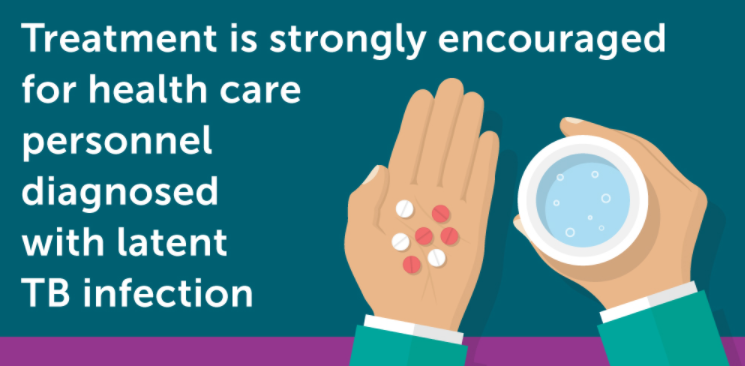 Treatment is strongly encouraged
for health care
personnel
diagnosed
with latent
TB infection